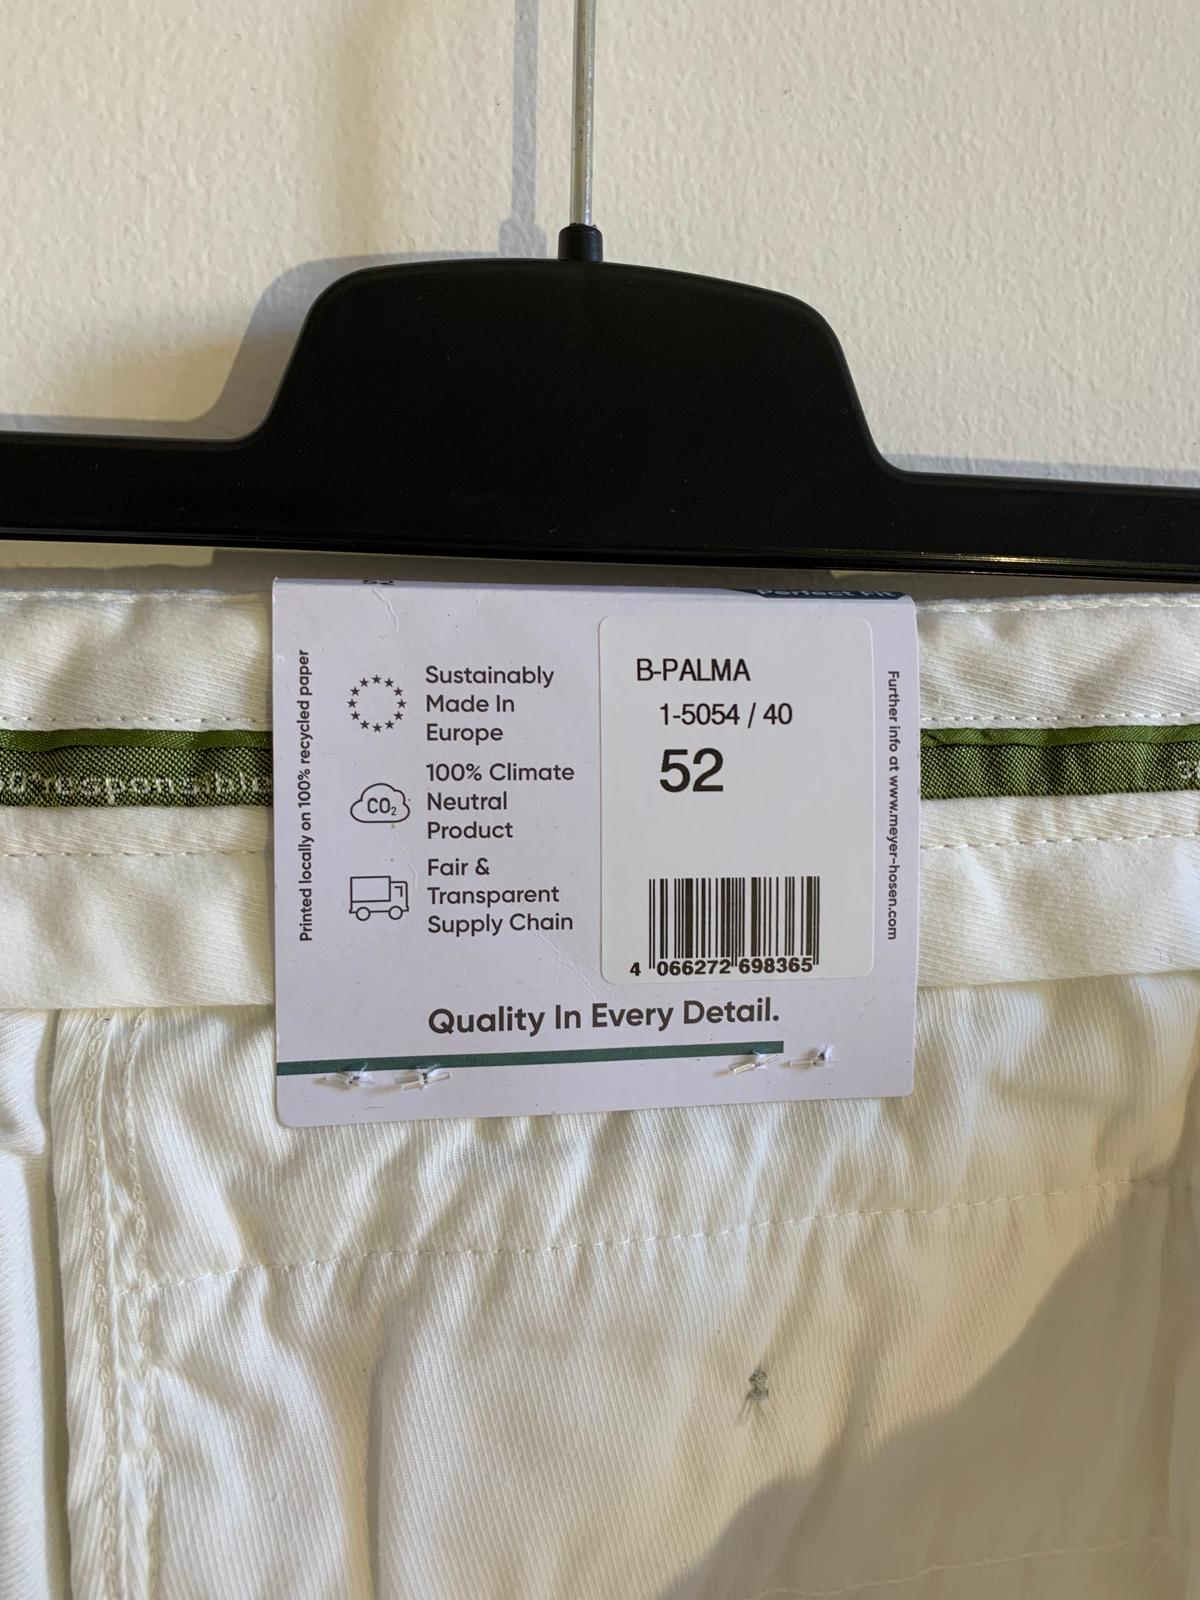 52
Perfect Fit
Printed locally on 100% recycled paper
Sustainably
Made In
Europe
CO2
100% Climate
Neutral
Product
Fair &
Transparent
Supply Chain
B-PALMA
1-5054 / 40
52
4 066272 698365
Further info at www.meyer-hosen.com
Quality In Every Detail.